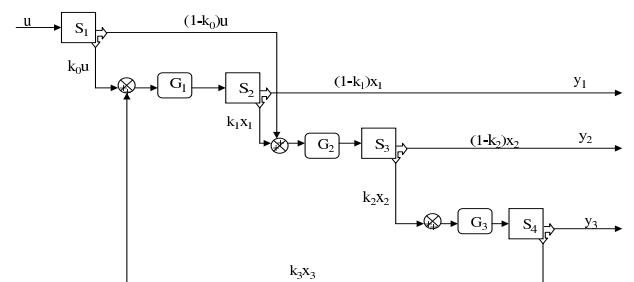 u
S₁
(1-k₀)u
k₀u
G₁
S₂
(1-k₁)x₁
y₁
k₁x₁
G₂
S₃
(1-k₂)x₂
y₂
k₂x₂
G₃
S₄
y₃
k₃x₃